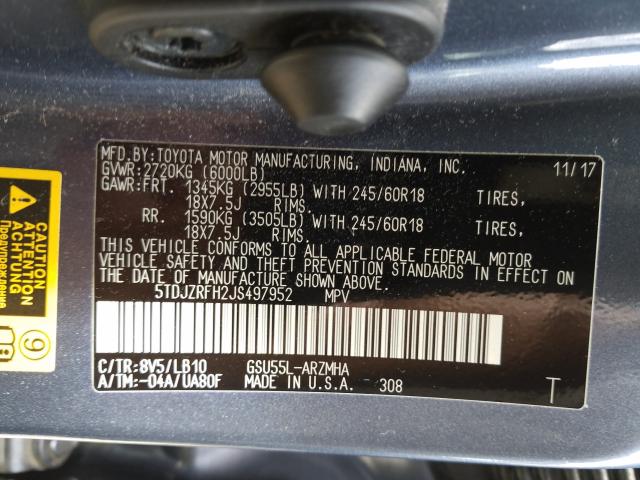 MFD.BY:TOYOTA MOTOR MANUFACTURING, INDIANA, INC. 11/17
GVWR:2720KG (6000LB)
GAWR:FRT. 1345KG (2955LB) WITH 245/60R18 TIRES,
18X7.5J RIMS.
RR. 1590KG (3505LB) WITH 245/60R18 TIRES,
18X7.5J RIMS.
THIS VEHICLE CONFORMS TO ALL APPLICABLE FEDERAL MOTOR
VEHICLE SAFETY AND THEFT PREVENTION STANDARDS IN EFFECT ON
THE DATE OF MANUFACTURE SHOWN ABOVE.
5TDJZRFH2JS497952 MPV
C/TR:8V5/LB10 GSU55L-ARZMHA
A/TM:-04A/UA80F MADE IN U.S.A. 308
T
CAUTION
ATTENTION
ACHTUNG
Предупреждение
9